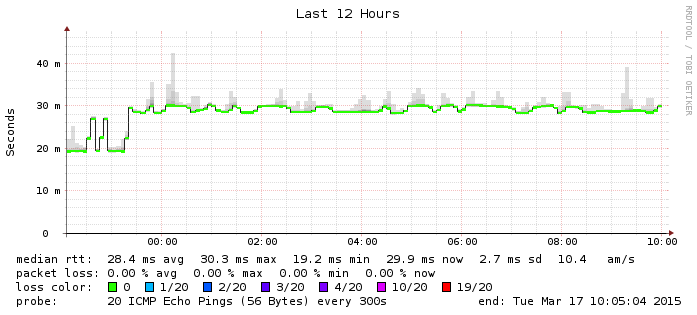 Last 12 Hours
RRDTOOL / TOBI OETIKER
Seconds
40 m
30 m
20 m
10 m
0
00:00 02:00 04:00 06:00 08:00 10:00
median rtt: 28.4 ms avg 30.3 ms max 19.2 ms min 29.9 ms now 2.7 ms sd 10.4 am/s
packet loss: 0.00 % avg 0.00 % max 0.00 % min 0.00 % now
loss color: 0 1/20 2/20 3/20 4/20 10/20 19/20
probe: 20 ICMP Echo Pings (56 Bytes) every 300s end: Tue Mar 17 10:05:04 2015